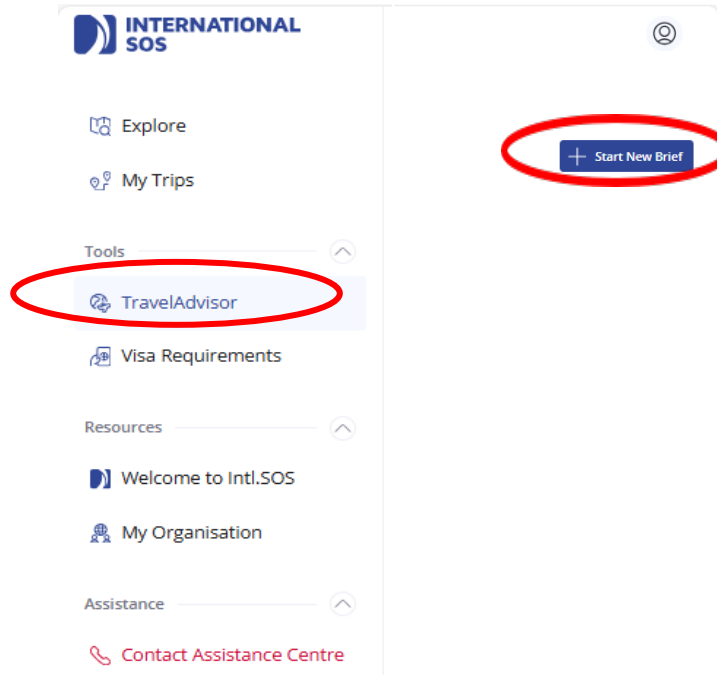 INTERNATIONAL
SOS
Explore
Start New Brief
My Trips
Tools
TravelAdvisor
Visa Requirements
Resources
Welcome to Intl.SOS
My Organisation
Assistance
Contact Assistance Centre